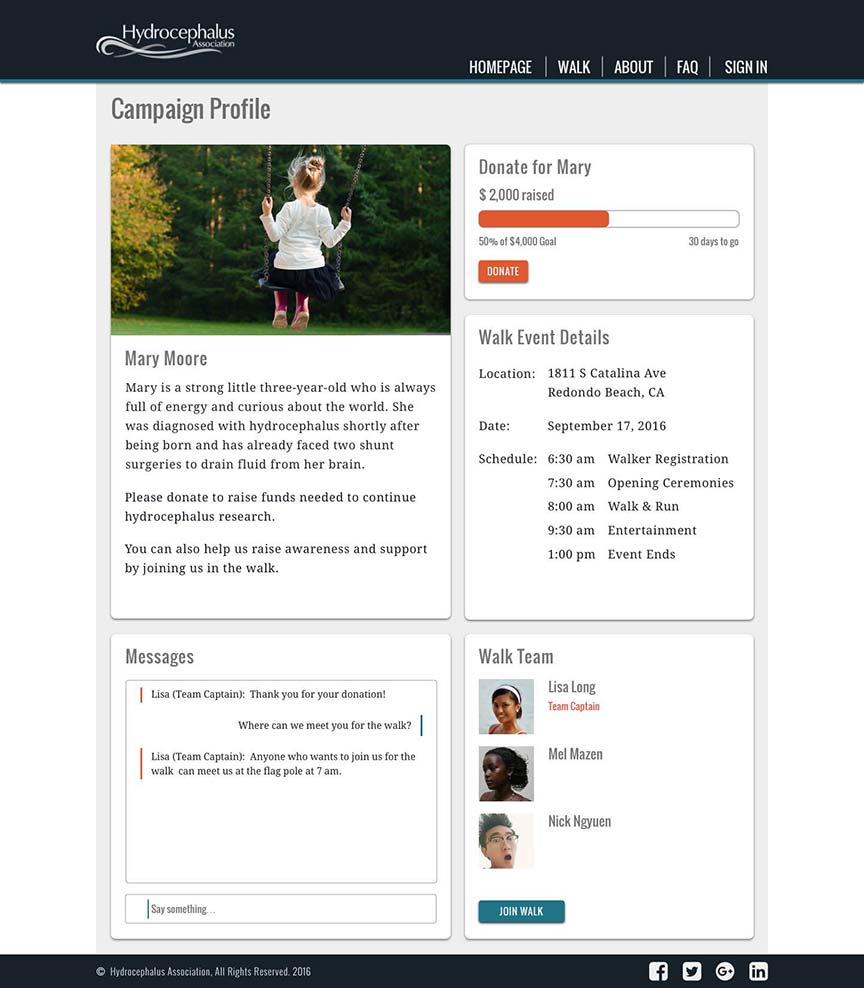 Hydrocephalus
Association
HOMEPAGE
WALK
ABOUT
FAQ
SIGN IN
Campaign Profile
Mary Moore
Mary is a strong little three-year-old who is always
full of energy and curious about the world. She
was diagnosed with hydrocephalus shortly after
being born and has already faced two shunt
surgeries to drain fluid from her brain.
Please donate to raise funds needed to continue
hydrocephalus research.
You can also help us raise awareness and support
by joining us in the walk.
Donate for Mary
$ 2,000 raised
50% of $4,000 Goal
30 days to go
DONATE
Walk Event Details
Location: 1811 S Catalina Ave
Redondo Beach, CA
Date: September 17, 2016
Schedule: 6:30 am Walker Registration
7:30 am Opening Ceremonies
8:00 am Walk & Run
9:30 am Entertainment
1:00 pm Event Ends
Messages
Lisa (Team Captain): Thank you for your donation!
Where can we meet you for the walk?
Lisa (Team Captain): Anyone who wants to join us for the
walk can meet us at the flag pole at 7 am.
Say something...
Walk Team
Lisa Long
Team Captain
Mel Mazen
Nick Ngyuen
JOIN WALK
© Hydrocephalus Association, All Rights Reserved. 2016